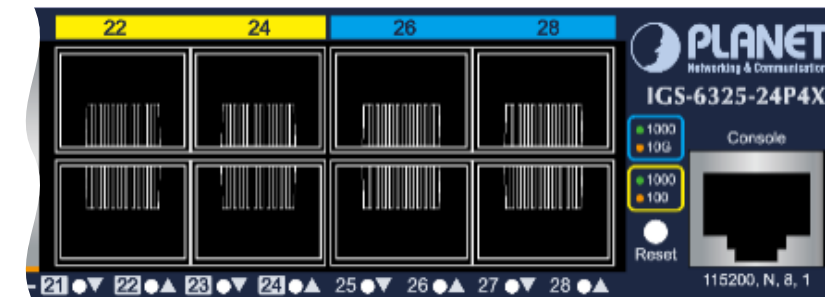 22 24 26 28
PLANET
Networking & Communication
IGS-6325-24P4X
1000
10G
Console
1000
100
Reset
21 22 23 24 25 26 27 28
115200, N, 8, 1